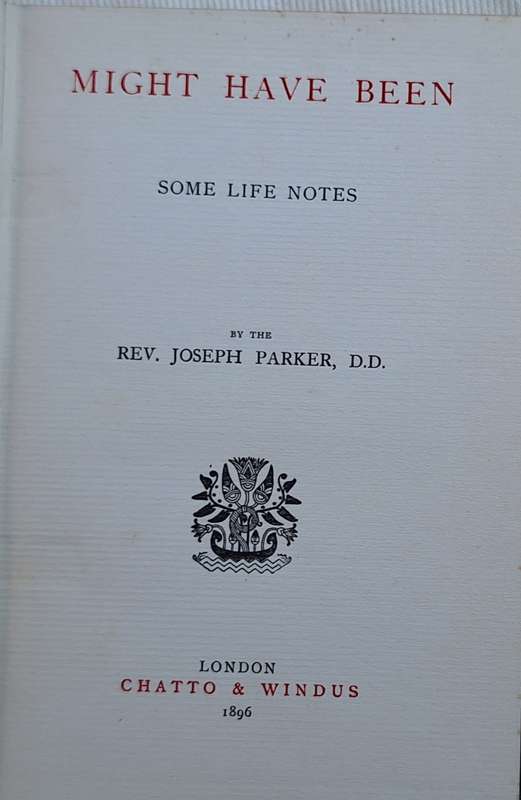 MIGHT HAVE BEEN
SOME LIFE NOTES
BY THE
REV. JOSEPH PARKER, D.D.
LONDON
CHATTO & WINDUS
1896